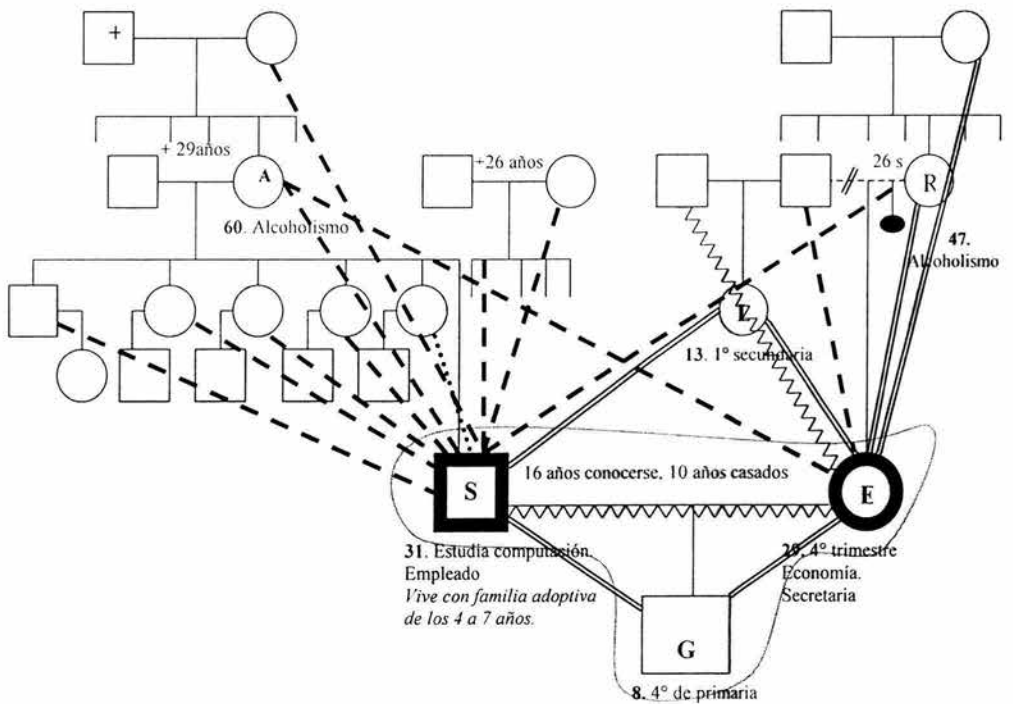 +
+ 29años
A
60. Alcoholismo
+26 años
26 s
R
47.
Alcoholismo
L
13. 1° secundaria
16 años conocerse, 10 años casados
S
E
31. Estudia computación.
Empleado
Vive con familia adoptiva
de los 4 a 7 años.
29. 4° trimestre
Economía.
Secretaria
G
8. 4° de primaria